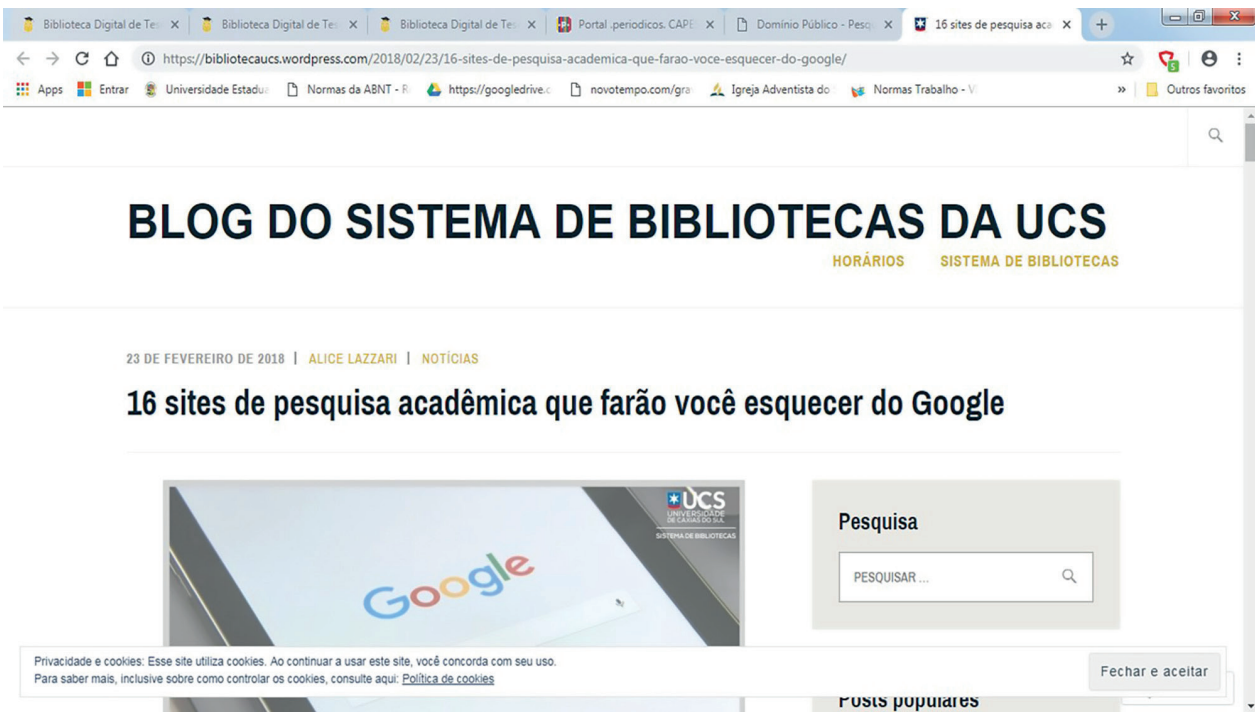 Biblioteca Digital de Tes
Biblioteca Digital de Tes
Biblioteca Digital de Tes
Portal .periodicos. CAPE
Domínio Público - Pesq
16 sites de pesquisa aca
https://bibliotecaucs.wordpress.com/2018/02/23/16-sites-de-pesquisa-academica-que-farao-voce-esquecer-do-google/
Apps Entrar Universidade Estadua Normas da ABNT - R https://googledrive.c novotempo.com/gra Igreja Adventista do Normas Trabalho - V » Outros favoritos
BLOG DO SISTEMA DE BIBLIOTECAS DA UCS
HORÁRIOS SISTEMA DE BIBLIOTECAS
23 DE FEVEREIRO DE 2018 | ALICE LAZZARI | NOTÍCIAS
16 sites de pesquisa acadêmica que farão você esquecer do Google
UCS
UNIVERSIDADE
DE CAXIAS DO SUL
SISTEMA DE BIBLIOTECAS
Google
Pesquisa
PESQUISAR ...
Privacidade e cookies: Esse site utiliza cookies. Ao continuar a usar este site, você concorda com seu uso.
Para saber mais, inclusive sobre como controlar os cookies, consulte aqui: Política de cookies
Fechar e aceitar
Posts populares